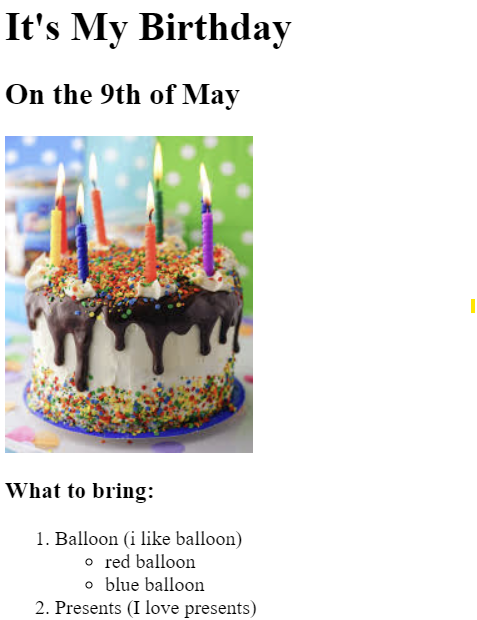 It's My Birthday
On the 9th of May
What to bring:
1. Balloon (i like balloon)
○ red balloon
○ blue balloon
2. Presents (I love presents)